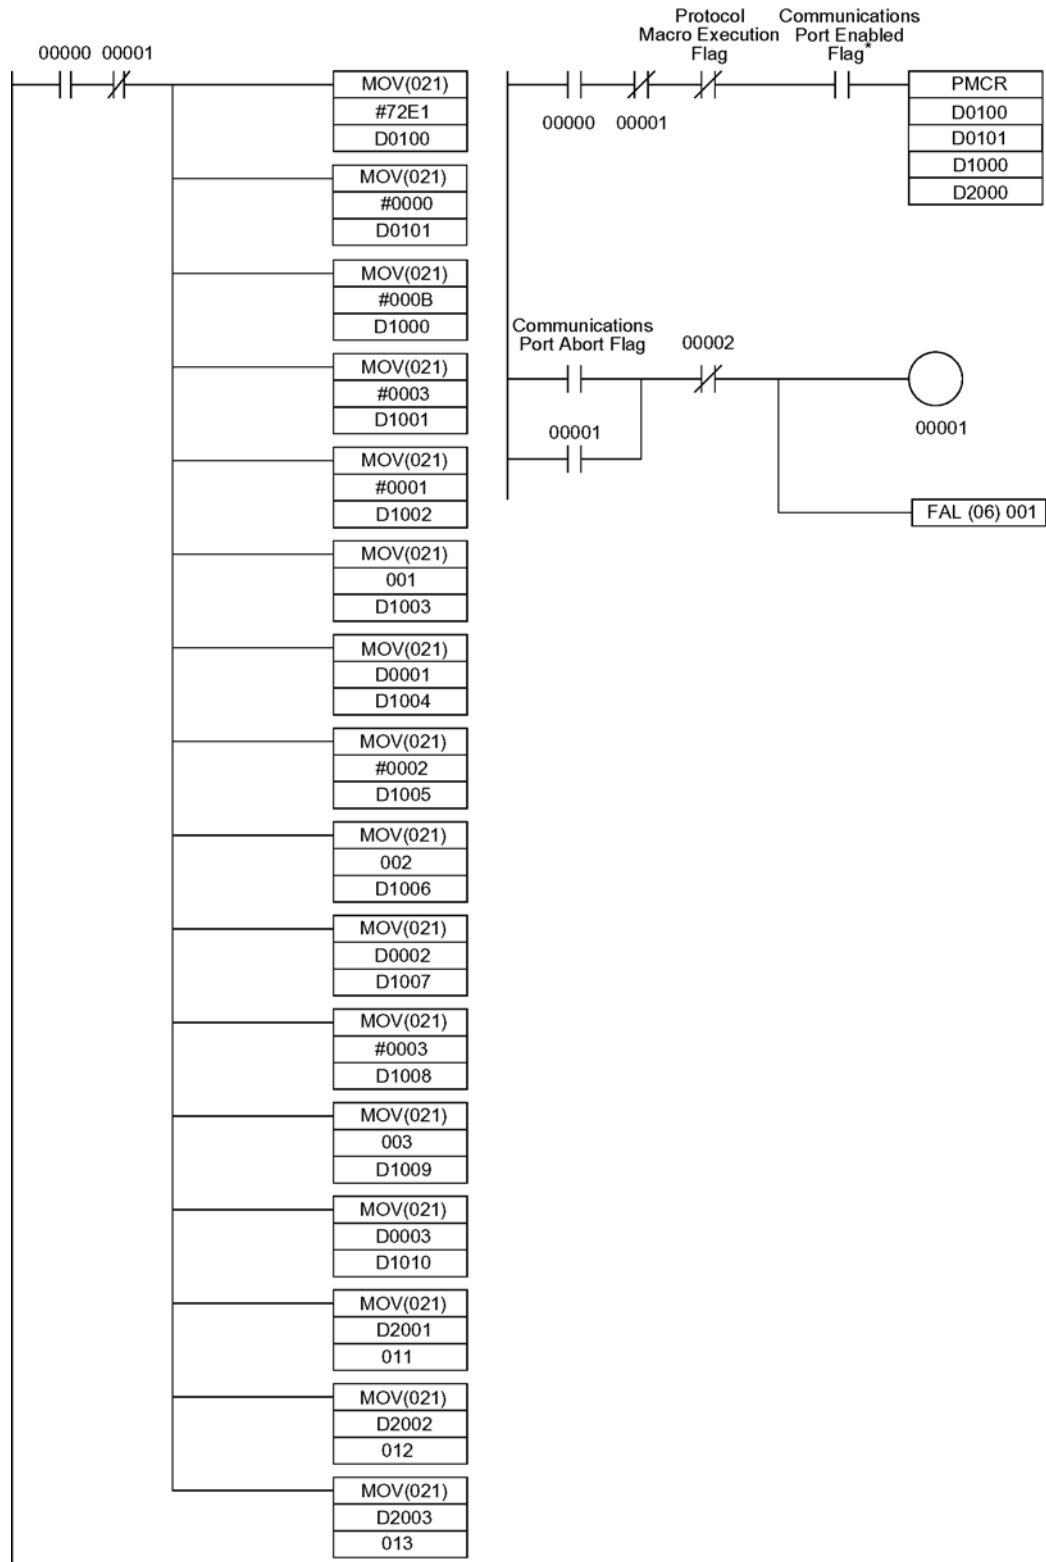 00000 00001
MOV(021)
#72E1
D0100
MOV(021)
#0000
D0101
MOV(021)
#000B
D1000
MOV(021)
#0003
D1001
MOV(021)
#0001
D1002
MOV(021)
001
D1003
MOV(021)
D0001
D1004
MOV(021)
#0002
D1005
MOV(021)
002
D1006
MOV(021)
D0002
D1007
MOV(021)
#0003
D1008
MOV(021)
003
D1009
MOV(021)
D0003
D1010
MOV(021)
D2001
011
MOV(021)
D2002
012
MOV(021)
D2003
013
Protocol
Macro Execution
Flag
Communications
Port Enabled
Flag*
00000 00001
PMCR
D0100
D0101
D1000
D2000
Communications
Port Abort Flag
00002
00001
00001
FAL (06) 001